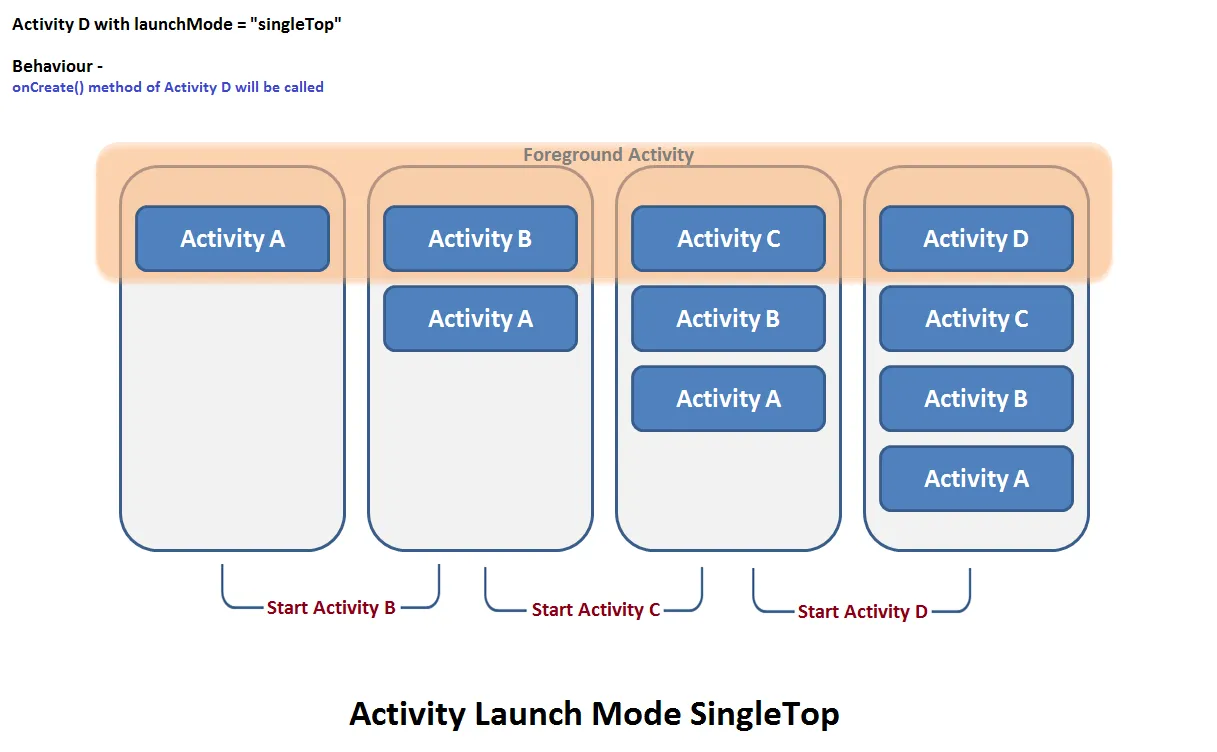 Activity D with launchMode = "singleTop"
Behaviour -
onCreate() method of Activity D will be called
Foreground Activity
Activity A
Activity B
Activity C
Activity D
Activity A
Activity B
Activity C
Activity A
Activity B
Activity A
Start Activity B
Start Activity C
Start Activity D
Activity Launch Mode SingleTop